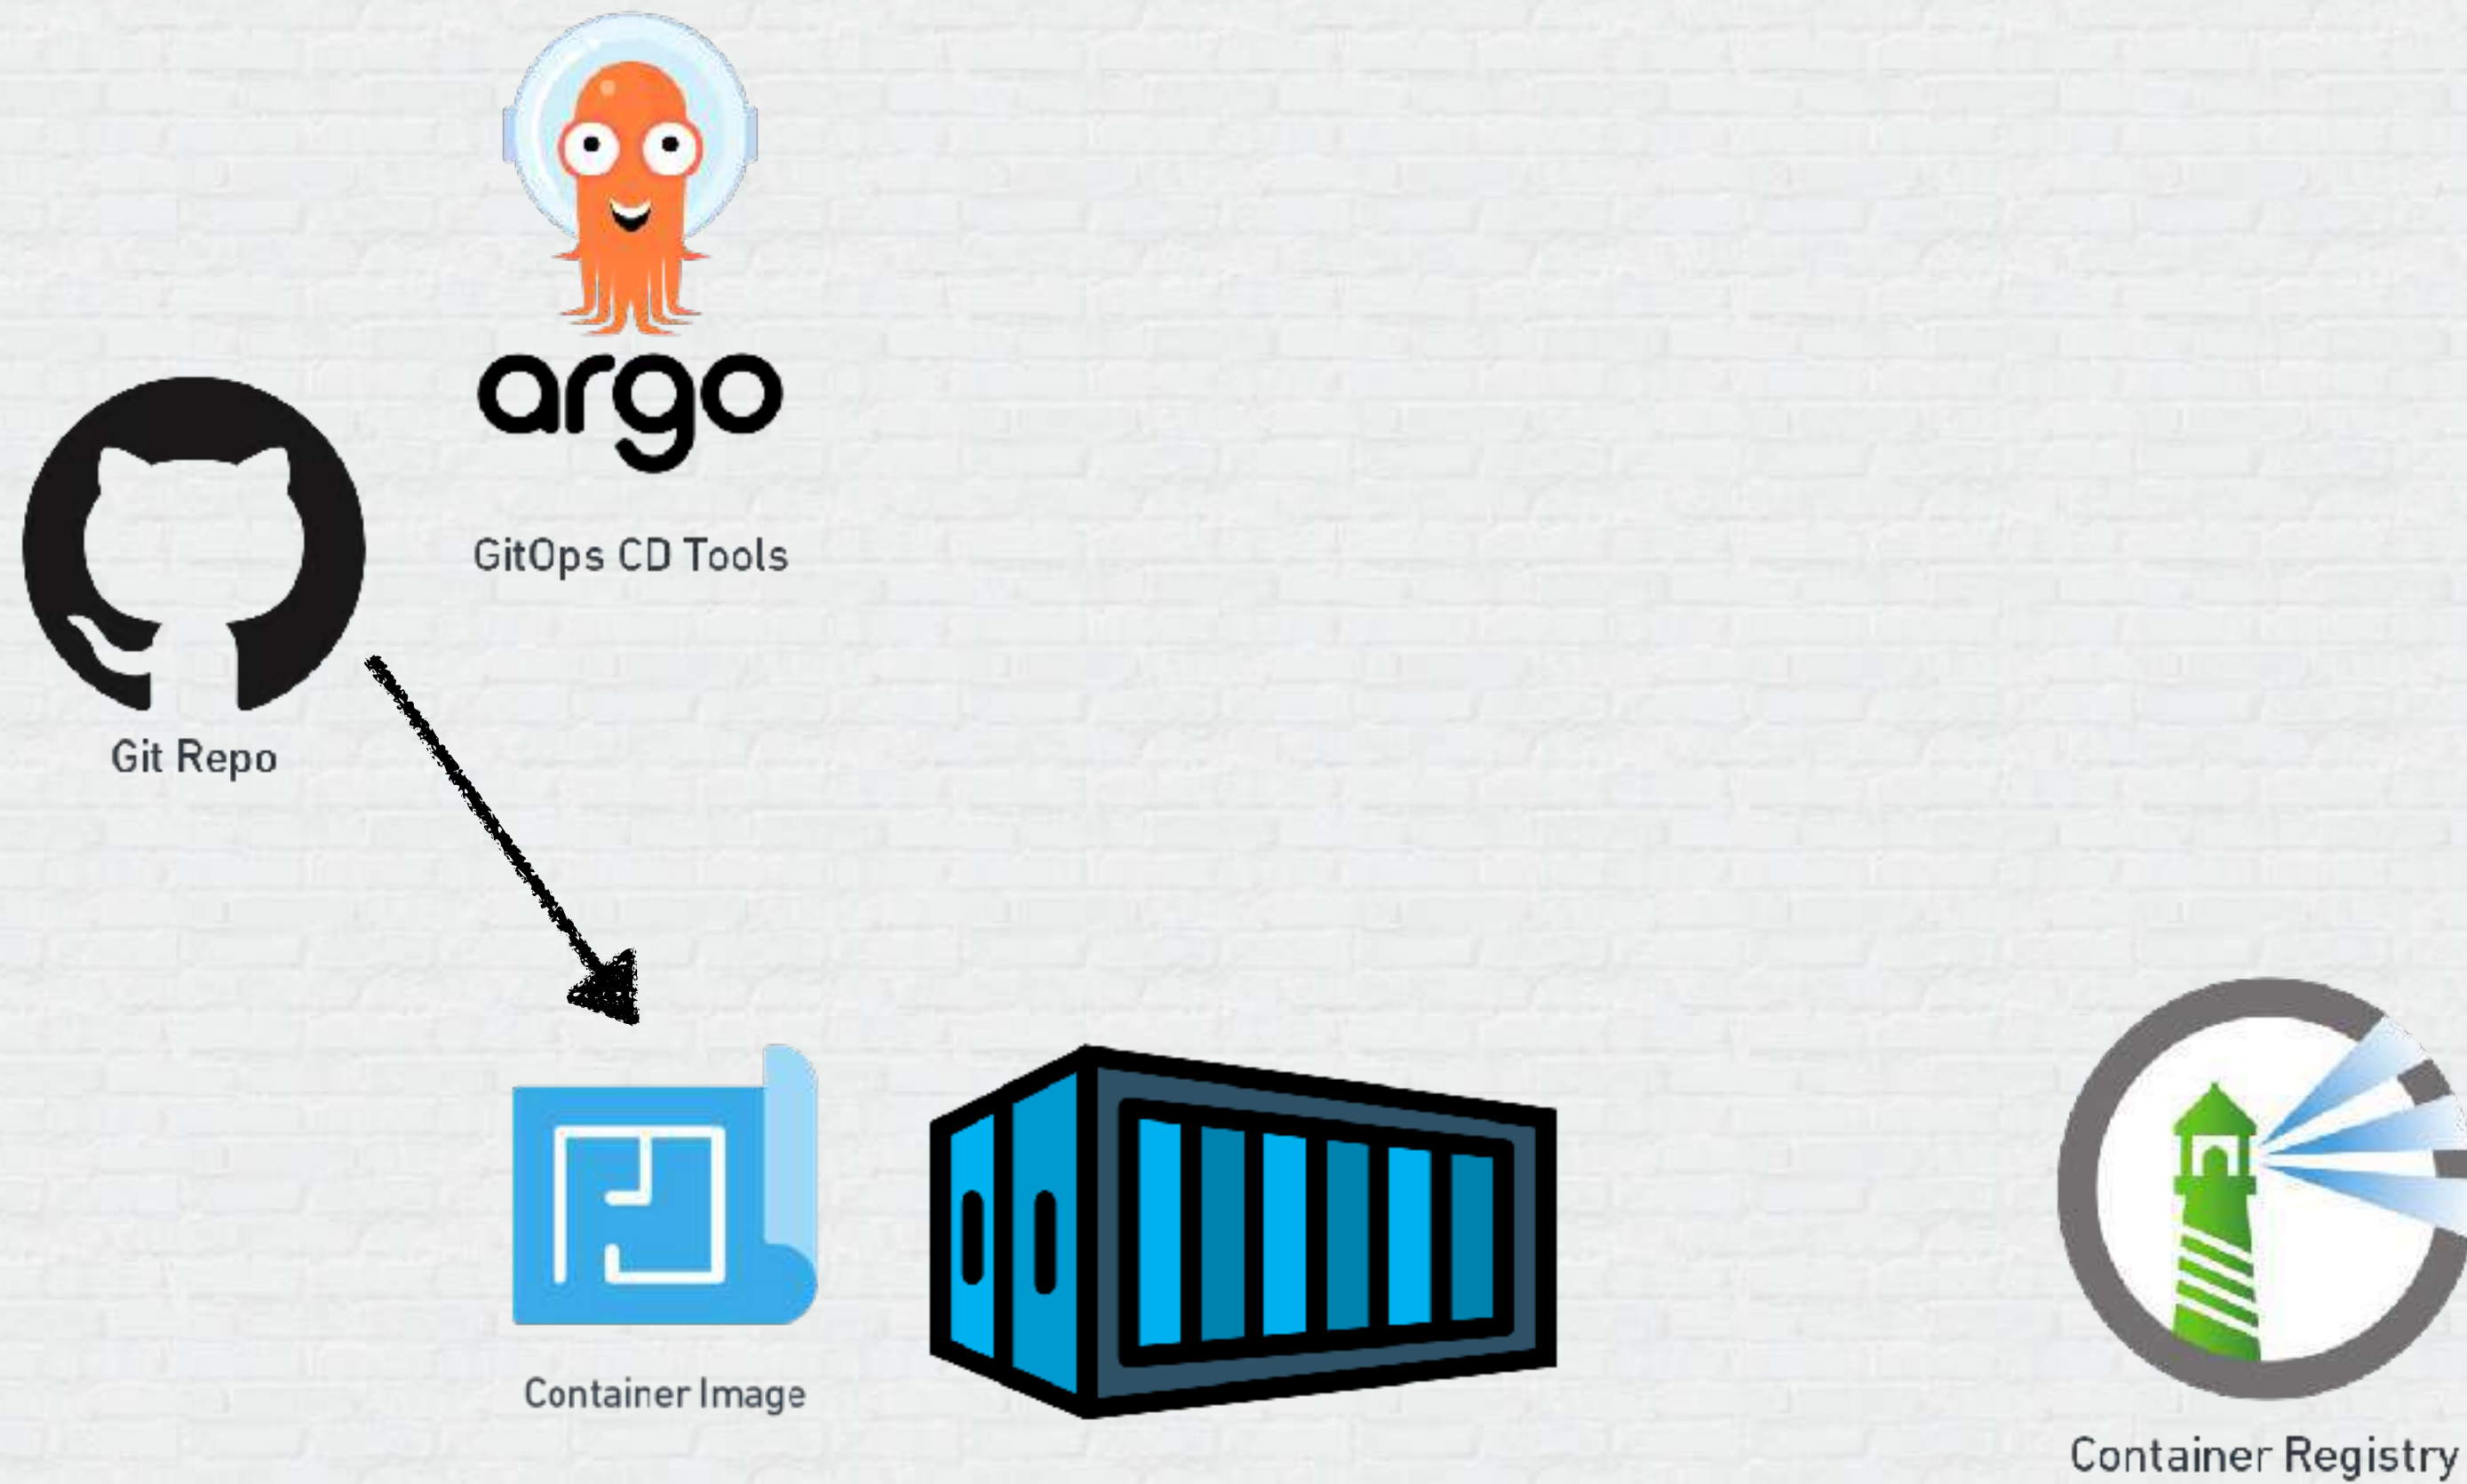 argo
GitOps CD Tools
Git Repo
Container Image
Container Registry